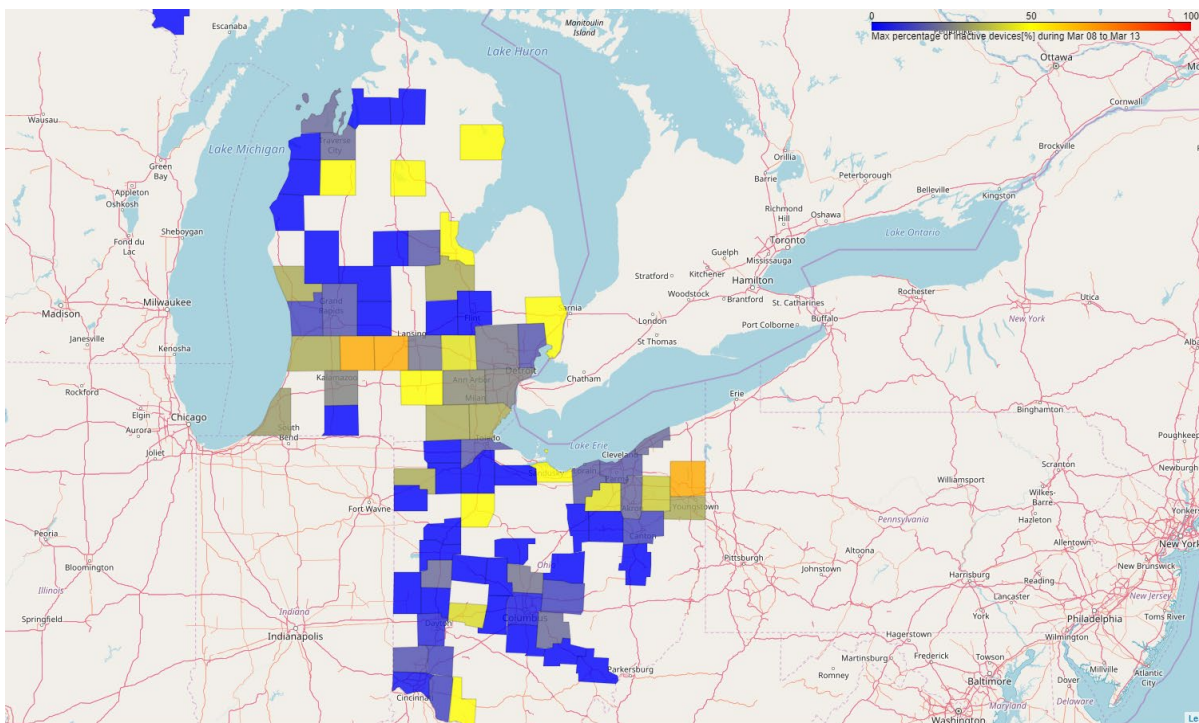 Escanaba
Manitoulin
Island
0
50
100
Max percentage of inactive devices[%] during Mar 08 to Mar 13
Lake Huron
Ottawa
Cornwall
Wausau
Green
Bay
Lake Michigan
Traverse
City
Orillia
Barrie
Brockville
Kingston
Appleton
Oshkosh
Peterborough
Belleville
Fond du
Lac
Sheboygan
Richmond
Hill
Oshawa
Toronto
Lake Ontario
Guelph
Mississauga
Kitchener
Hamilton
Stratford
Woodstock
Brantford
St. Catharines
Rochester
Madison
Milwaukee
Grand
Rapids
Flint
London
St Thomas
Port Colborne
Buffalo
Utica
New York
Janesville
Kenosha
Lansing
Rockford
Kalamazoo
Ann Arbor
Milan
Detroit
Chatham
Erie
Elgin
Aurora
Chicago
Joliet
South
Bend
Lake Erie
Cleveland
Binghamton
Poughkeep
Williamsport
Scranton
Newburgh
Wilkes-
Barre
Hazleton
Fort Wayne
Youngstown
Canton
Yonkers
New York
Peoria
Pennsylvania
Pittsburgh
Altoona
Allentown
Bloomington
Ohio
Johnstown
Harrisburg
Reading
New Brunswick
Illinois
Lancaster
New Jersey
Springfield
Indiana
Indianapolis
Dayton
Columbus
York
Philadelphia
Toms River
Hagerstown
Wilmington
Parkersburg
Martinsburg
Frederick
Towson
Millville
Atlantic
City
Cincinna
Romney
Baltimore
Dover
Maryland
Delaware
Washington
Le